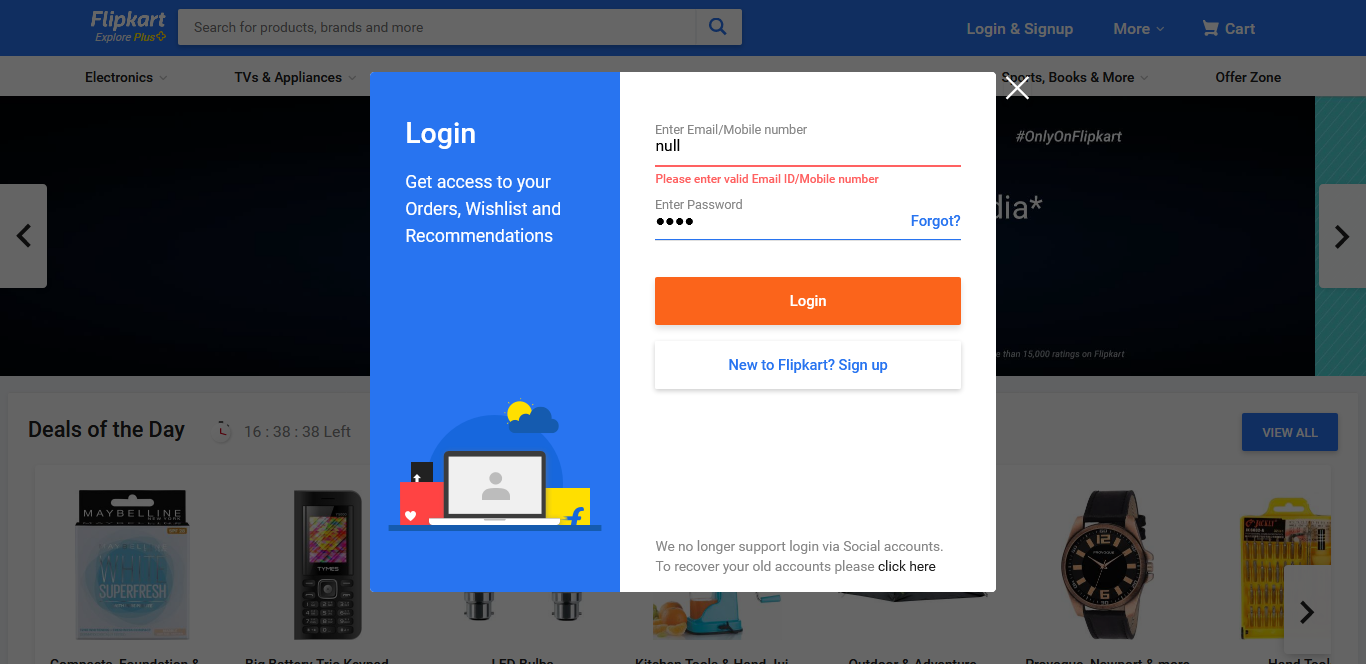 Flipkart
Explore Plus
Search for products, brands and more
Login & Signup
More
Cart
Electronics
TVs & Appliances
Sports, Books & More
Offer Zone
Login
Get access to your
Orders, Wishlist and
Recommendations
Enter Email/Mobile number
null
Please enter valid Email ID/Mobile number
Enter Password
Forgot?
Login
New to Flipkart? Sign up
We no longer support login via Social accounts.
To recover your old accounts please click here
#OnlyOnFlipkart
dia*
than 15,000 ratings on Flipkart
Deals of the Day
16 : 38 : 38 Left
VIEW ALL
MAYBELLINE
NEW YORK
SUPERFRESH
TYMES
PROVOGUE
JACKLY
Compacts, Foundation &
Big Battery Trio Keypad
LED Bulbs
Kitchen Tools & Hand Jui
Outdoor & Adventure
Provogue, Newport & more
Hand Tool